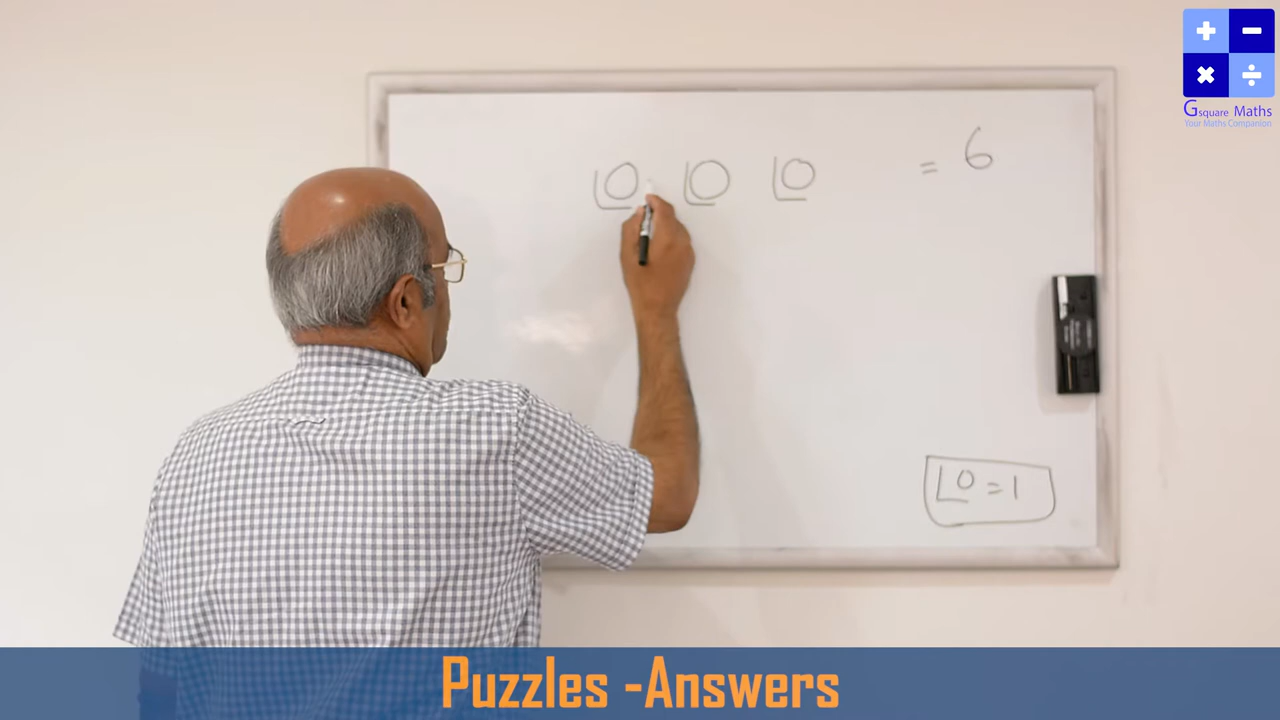 + −
× ÷
Gsquare Maths
Your Maths Companion
⌊0 ⌊0 ⌊0 = 6
⌊0 = 1
Puzzles -Answers